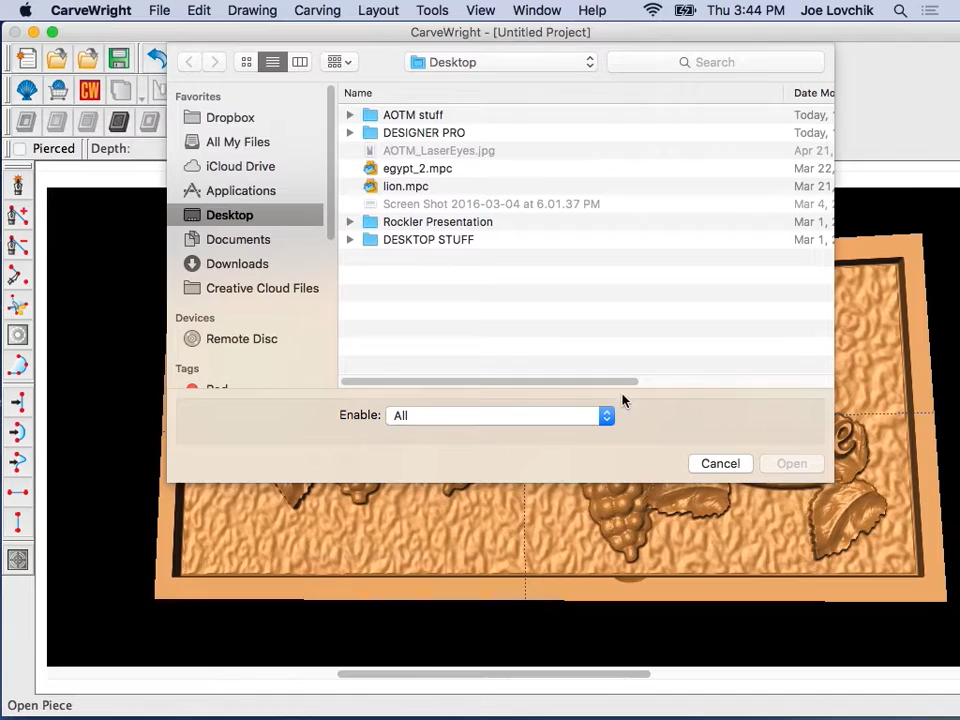 CarveWright File Edit Drawing Carving Layout Tools View Window Help Thu 3:44 PM Joe Lovchik
CarveWright - [Untitled Project]
Desktop
Search
CW
Favorites
Name
Date Mo
Dropbox
AOTM stuff
Today,
All My Files
DESIGNER PRO
Today,
Pierced
Depth:
AOTM_LaserEyes.jpg
Apr 21,
iCloud Drive
egypt_2.mpc
Mar 22,
Applications
lion.mpc
Mar 21,
Desktop
Screen Shot 2016-03-04 at 6.01.37 PM
Mar 4,
Rockler Presentation
Mar 1,
Documents
DESKTOP STUFF
Mar 1,
Downloads
Creative Cloud Files
Devices
Remote Disc
Tags
Enable:
All
Cancel
Open
Open Piece